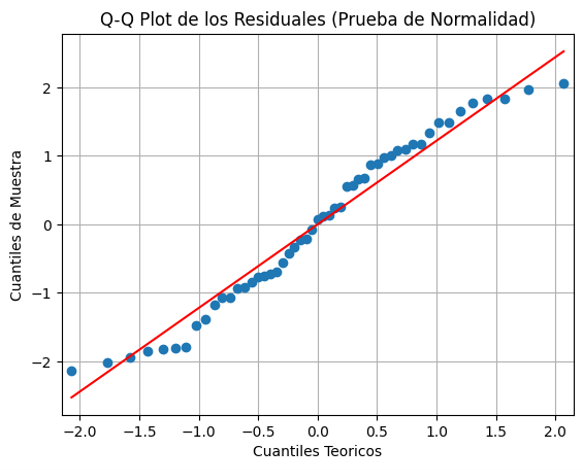 Q-Q Plot de los Residuales (Prueba de Normalidad)
Cuantiles de Muestra
2
1
0
−1
−2
−2.0 −1.5 −1.0 −0.5 0.0 0.5 1.0 1.5 2.0
Cuantiles Teoricos